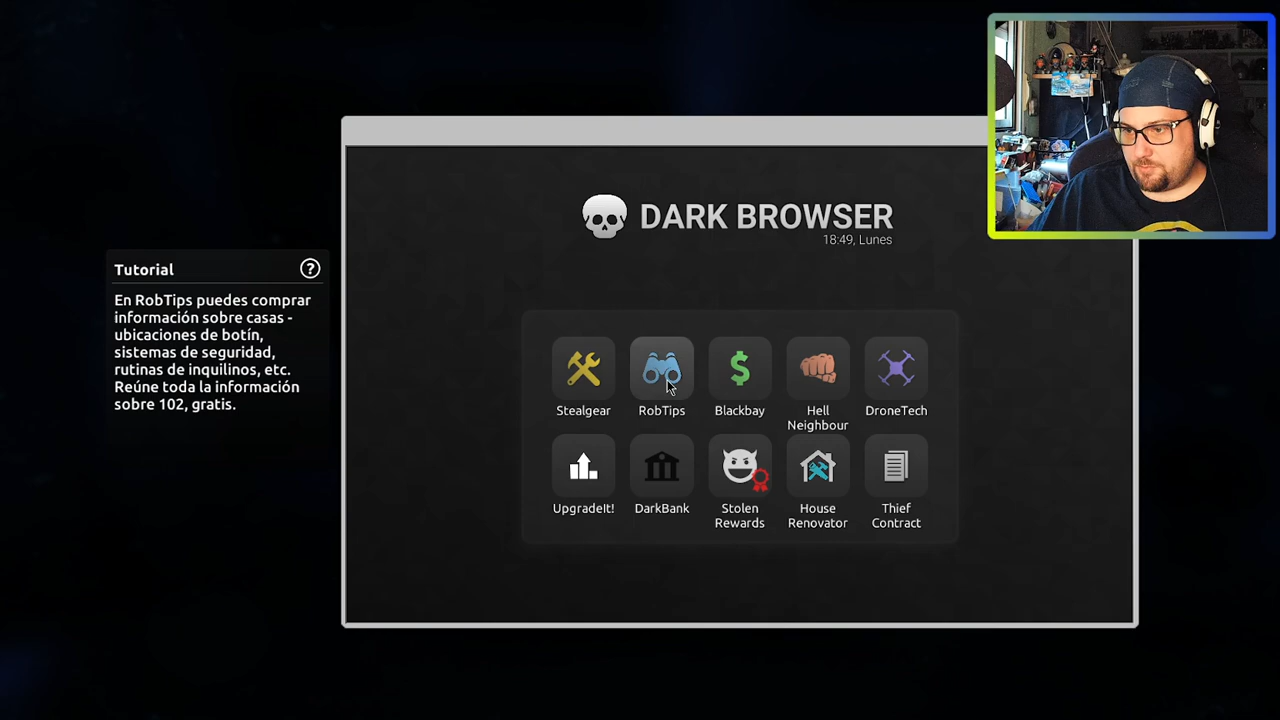 DARK BROWSER
18:49, Lunes
Tutorial
?
En RobTips puedes comprar
información sobre casas -
ubicaciones de botín,
sistemas de seguridad,
rutinas de inquilinos, etc.
Reúne toda la información
sobre 102, gratis.
Stealgear
RobTips
Blackbay
Hell
Neighbour
DroneTech
UpgradeIt!
DarkBank
Stolen
Rewards
House
Renovator
Thief
Contract